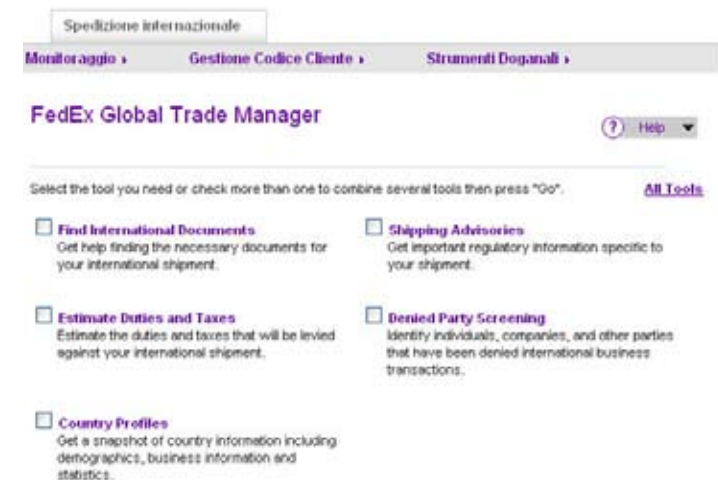 Spedizione internazionale
Monitoraggio › Gestione Codice Cliente › Strumenti Doganali ›
FedEx Global Trade Manager
? Help ▼
Select the tool you need or check more than one to combine several tools then press "Go". All Tools
Find International Documents
Get help finding the necessary documents for
your international shipment.
Shipping Advisories
Get important regulatory information specific to
your shipment.
Estimate Duties and Taxes
Estimate the duties and taxes that will be levied
against your international shipment.
Denied Party Screening
Identify individuals, companies, and other parties
that have been denied international business
transactions.
Country Profiles
Get a snapshot of country information including
demographics, business information and
statistics.